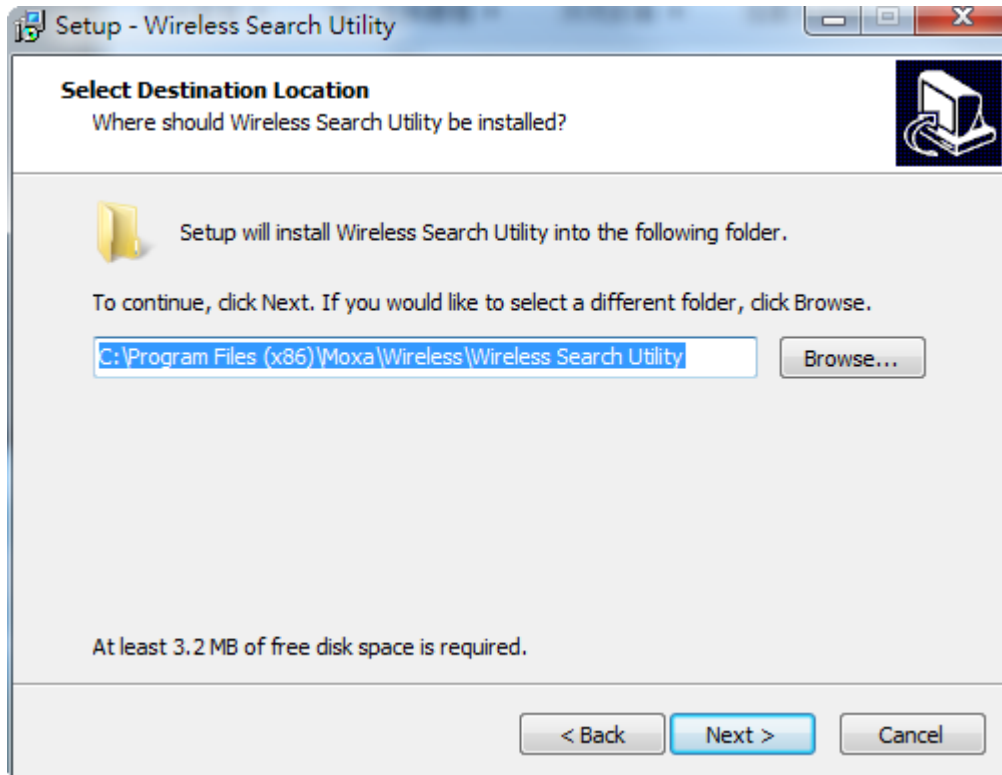 Setup - Wireless Search Utility
Select Destination Location
Where should Wireless Search Utility be installed?
Setup will install Wireless Search Utility into the following folder.
To continue, click Next. If you would like to select a different folder, click Browse.
C:\Program Files (x86)\Moxa\Wireless\Wireless Search Utility
Browse...
At least 3.2 MB of free disk space is required.
< Back
Next >
Cancel